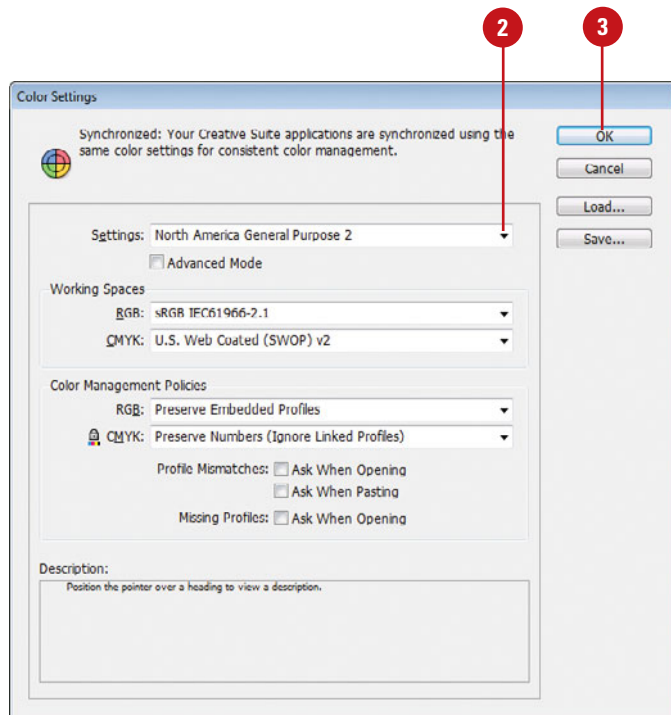 2 3
Color Settings
Synchronized: Your Creative Suite applications are synchronized using the
same color settings for consistent color management.
OK
Cancel
Load...
Save...
Settings: North America General Purpose 2
Advanced Mode
Working Spaces
RGB: sRGB IEC61966-2.1
CMYK: U.S. Web Coated (SWOP) v2
Color Management Policies
RGB: Preserve Embedded Profiles
CMYK: Preserve Numbers (Ignore Linked Profiles)
Profile Mismatches: Ask When Opening
Ask When Pasting
Missing Profiles: Ask When Opening
Description:
Position the pointer over a heading to view a description.